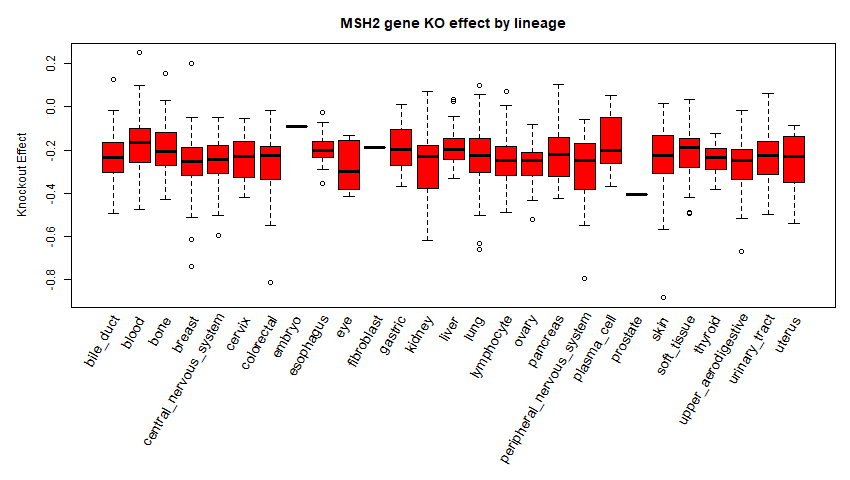 MSH2 gene KO effect by lineage
Knockout Effect
0.2
0.0
-0.2
-0.4
-0.6
-0.8
bile_duct
blood
bone
breast
central_nervous_system
cervix
colorectal
embryo
esophagus
eye
fibroblast
gastric
kidney
liver
lung
lymphocyte
ovary
pancreas
peripheral_nervous_system
plasma_cell
prostate
skin
soft_tissue
thyroid
upper_aerodigestive
urinary_tract
uterus